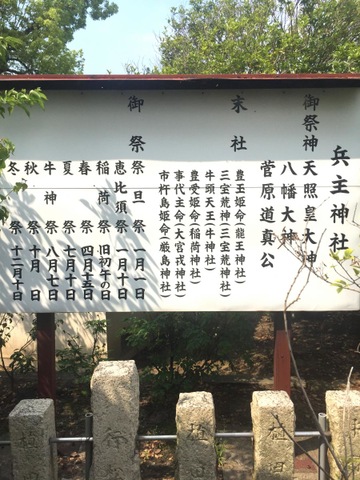 兵主神社
御祭神 天照皇大神
八幡大神
菅原道真公
末社 豊玉姫命(龍王神社)
三宝荒神(三宝荒神社)
牛頭天王(牛神社)
豊受姫命(稲荷神社)
事代主命(大宮戎神社)
市杵島姫命(厳島神社)
御祭 祭旦祭 一月一日
恵比須祭 一月十日
稲荷祭 旧初午の日
春祭 四月十五日
夏祭 七月十日
牛神祭 八月七日
秋祭 十月 日
冬祭 十二月十日